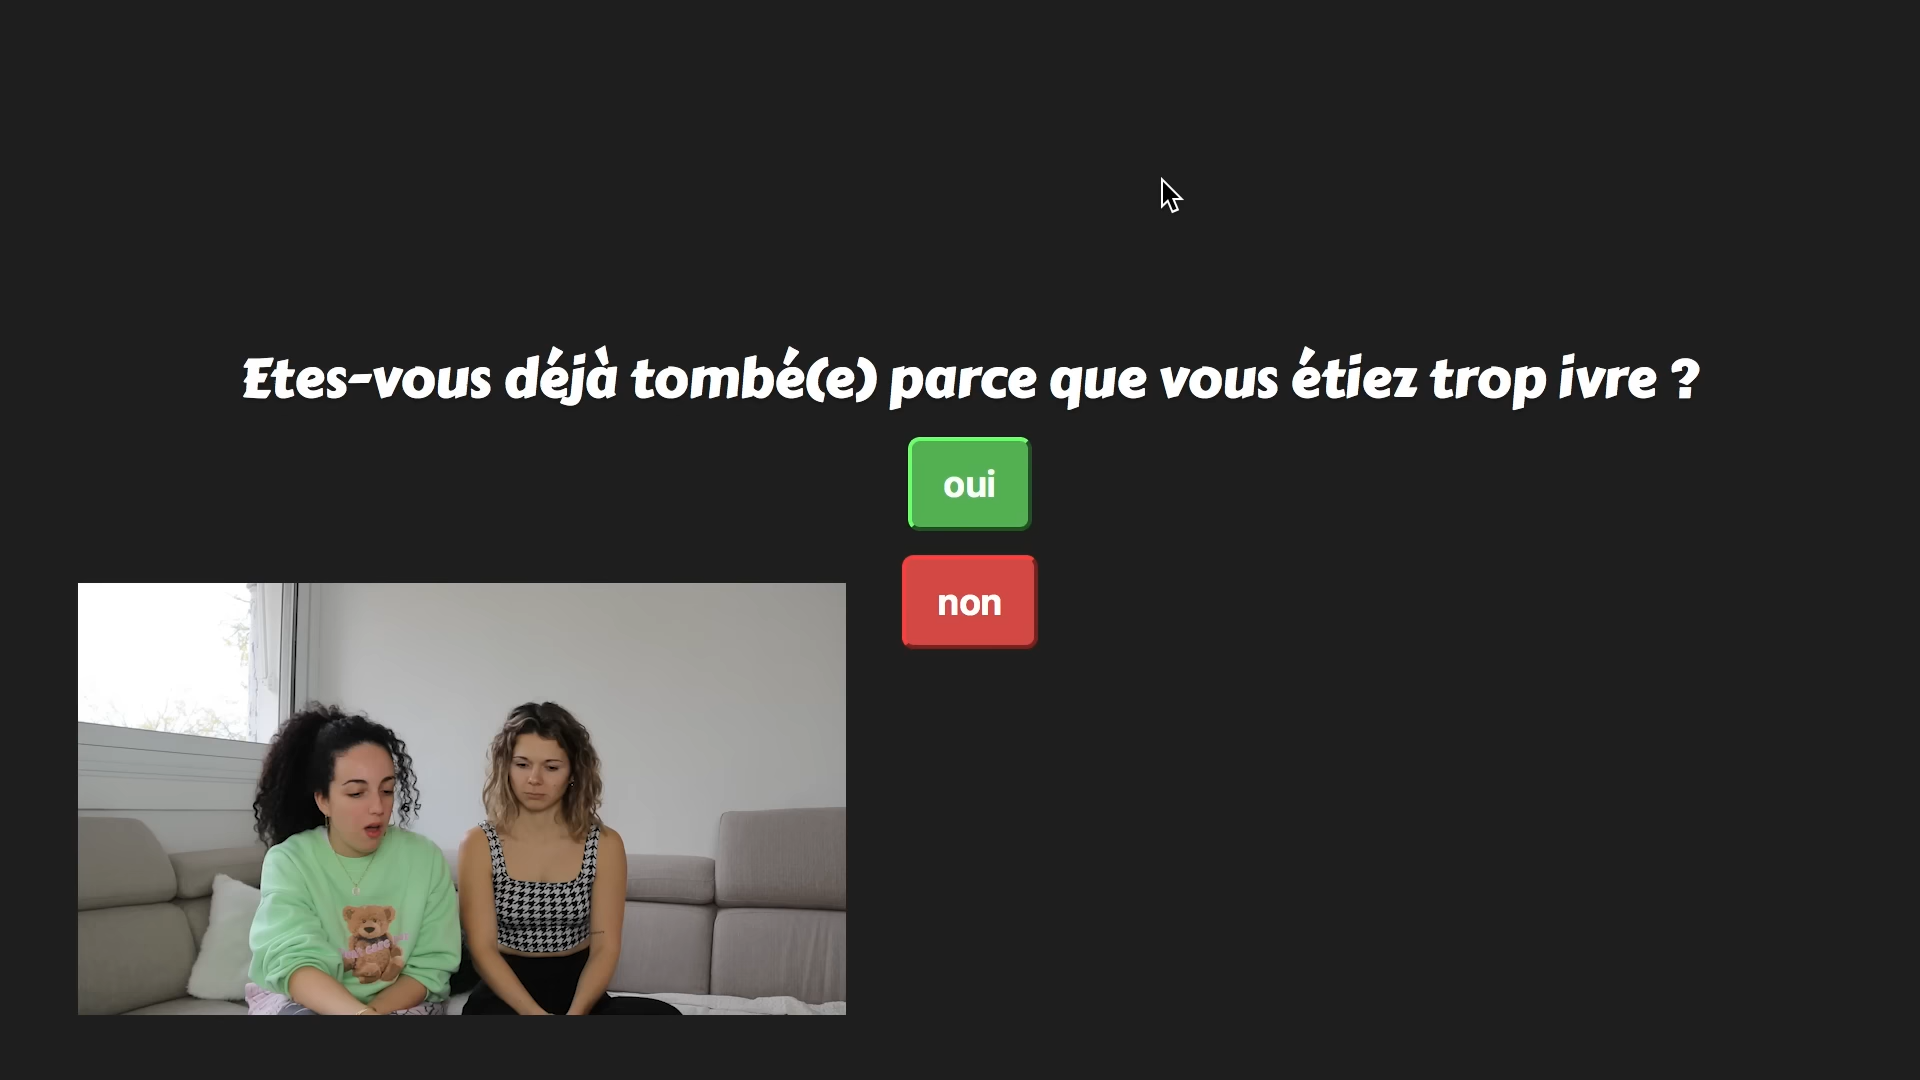 Etes-vous déjà tombé(e) parce que vous étiez trop ivre ?
oui
non